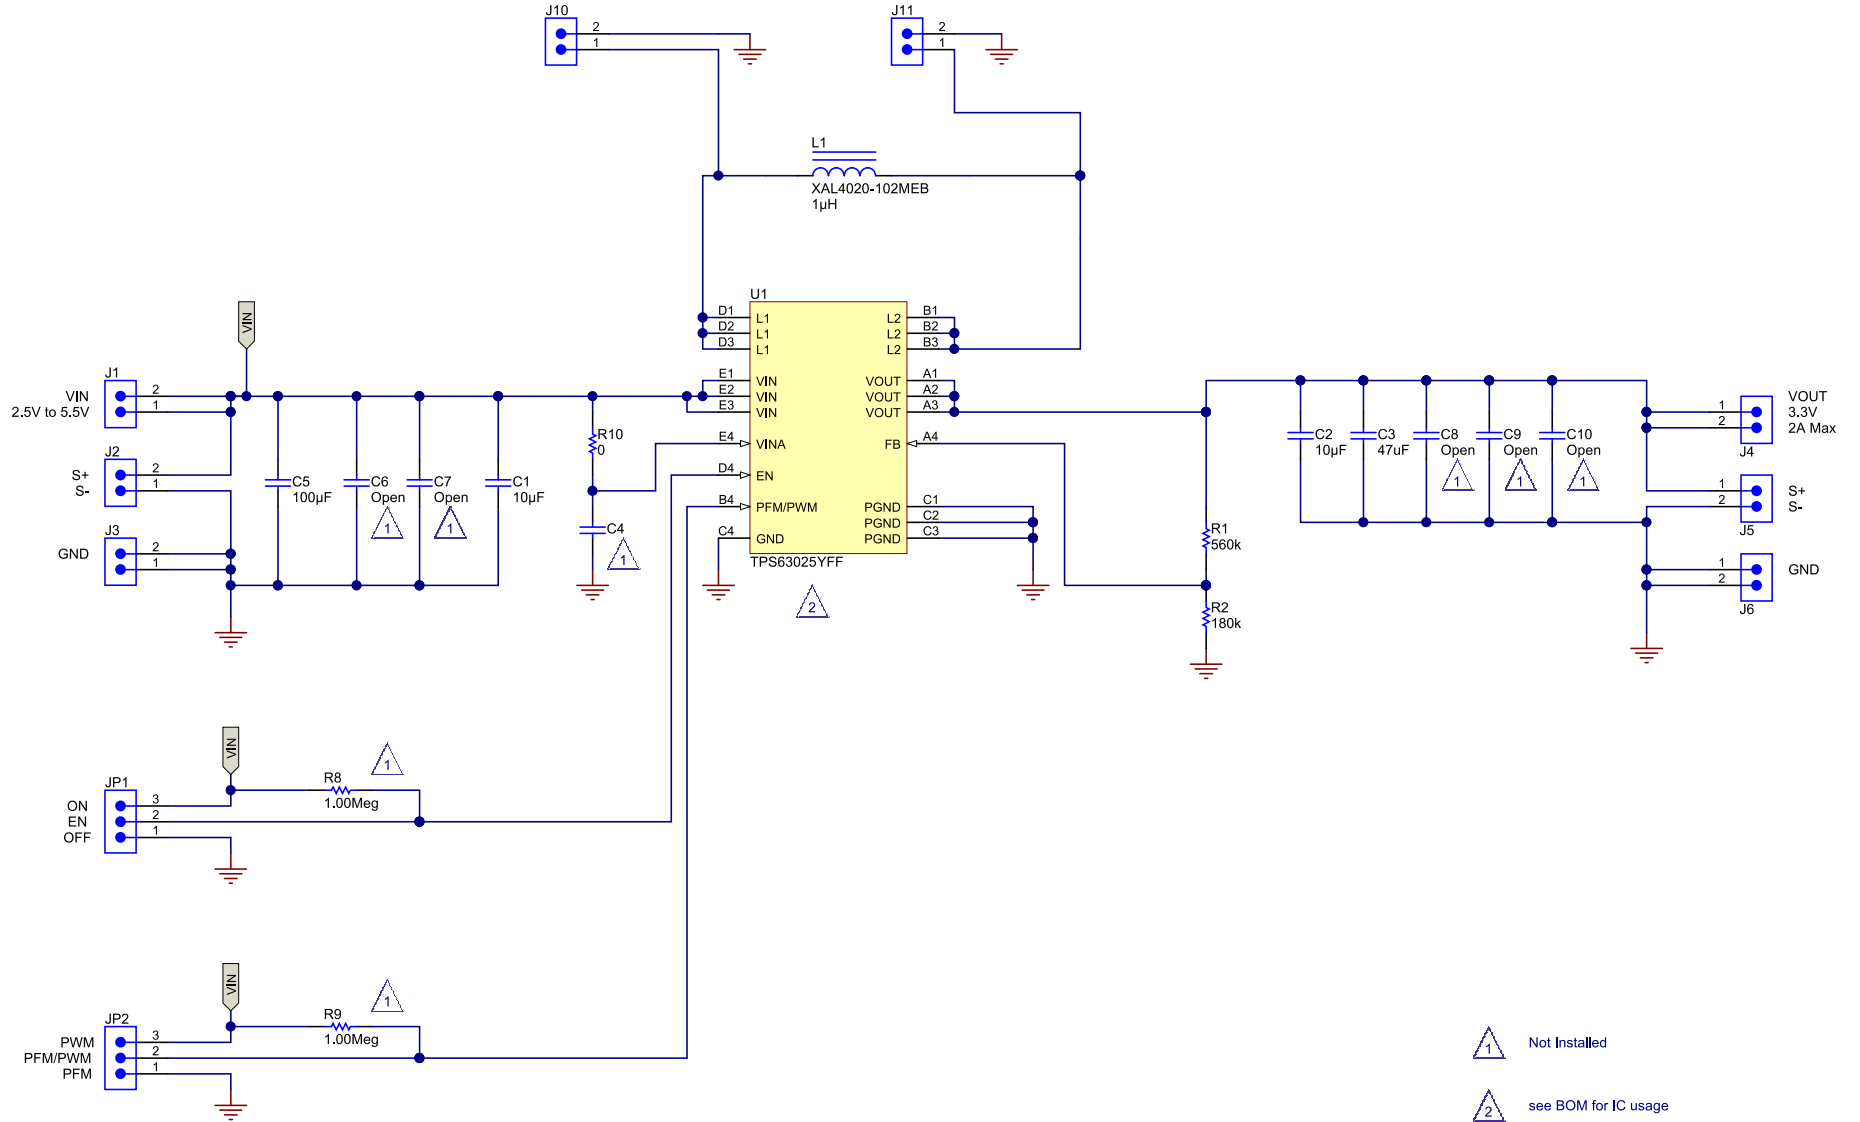 J10
2
1
J11
2
1
L1
XAL4020-102MEB
1µH
U1
D1 L1
D2 L1
D3 L1
E1 VIN
E2 VIN
E3 VIN
E4 VINA
D4 EN
B4 PFM/PWM
C4 GND
L2 B1
L2 B2
L2 B3
VOUT A1
VOUT A2
VOUT A3
FB A4
PGND C1
PGND C2
PGND C3
TPS63025YFF
2
VIN
J1
VIN 2
2.5V to 5.5V 1
J2
S+ 2
S- 1
J3
GND 2
1
C5
100µF
C6
Open
1
C7
Open
1
C1
10µF
R10
0
C4
1
R1
560k
R2
180k
C2
10µF
C3
47uF
C8
Open
1
C9
Open
1
C10
Open
1
VOUT
1 3.3V
2 2A Max
J4
1 S+
2 S-
J5
1 GND
2
J6
VIN
JP1
ON 3
EN 2
OFF 1
R8
1.00Meg
1
VIN
JP2
PWM 3
PFM/PWM 2
PFM 1
R9
1.00Meg
1
1 Not Installed
2 see BOM for IC usage